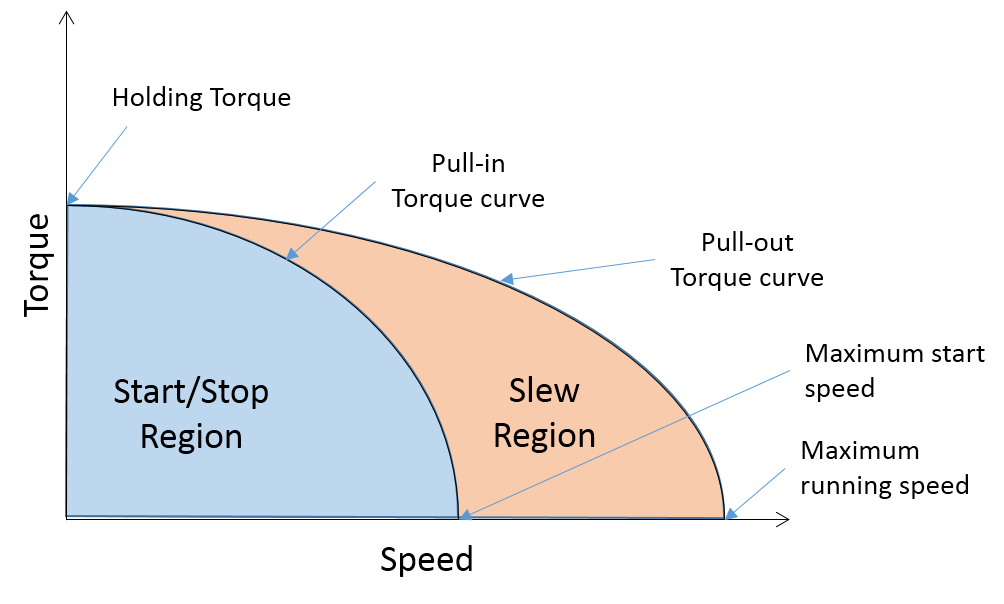 Holding Torque
Pull-in
Torque curve
Pull-out
Torque curve
Torque
Maximum start
speed
Start/Stop
Region
Slew
Region
Maximum
running speed
Speed